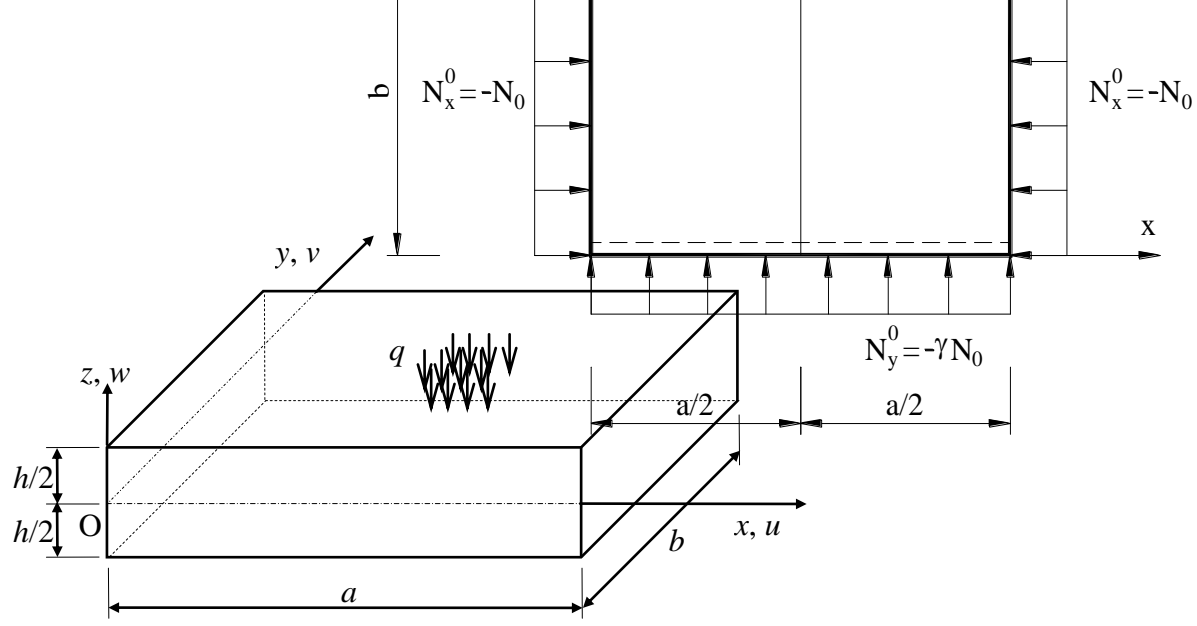 b
N_x^0 = -N_0
N_x^0 = -N_0
x
y, v
q
N_y^0 = -γN_0
z, w
a/2
a/2
h/2
O
h/2
x, u
b
a